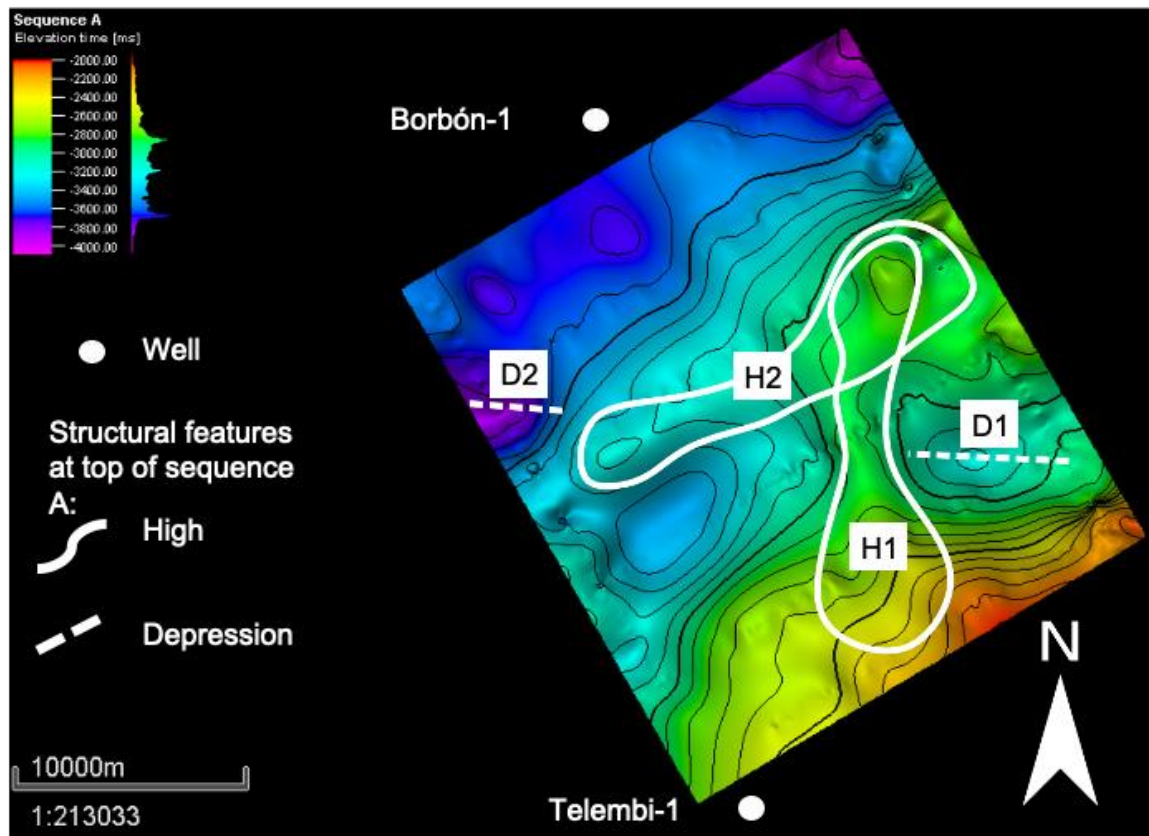 Sequence A
Elevation time [ms]
-2000.00
-2200.00
-2400.00
-2600.00
-2800.00
-3000.00
-3200.00
-3400.00
-3600.00
-3800.00
-4000.00
Borbón-1
Well
Structural features
at top of sequence
A:
High
Depression
D2
H2
D1
H1
N
10000m
1:213033
Telembi-1